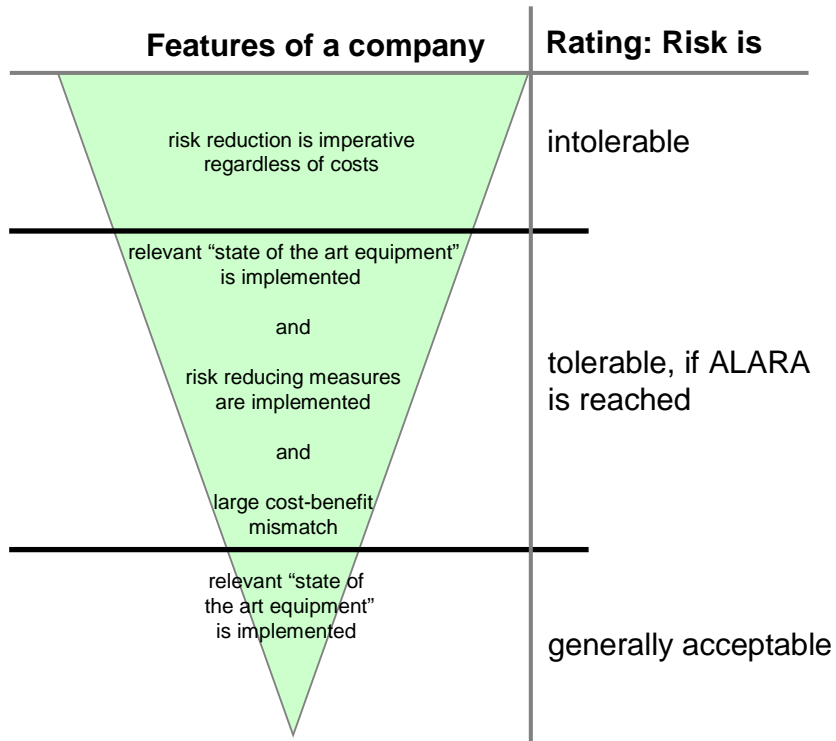 Features of a company
Rating: Risk is
risk reduction is imperative
regardless of costs
intolerable
relevant “state of the art equipment”
is implemented
and
risk reducing measures
are implemented
and
large cost-benefit
mismatch
tolerable, if ALARA
is reached
relevant “state of
the art equipment”
is implemented
generally acceptable